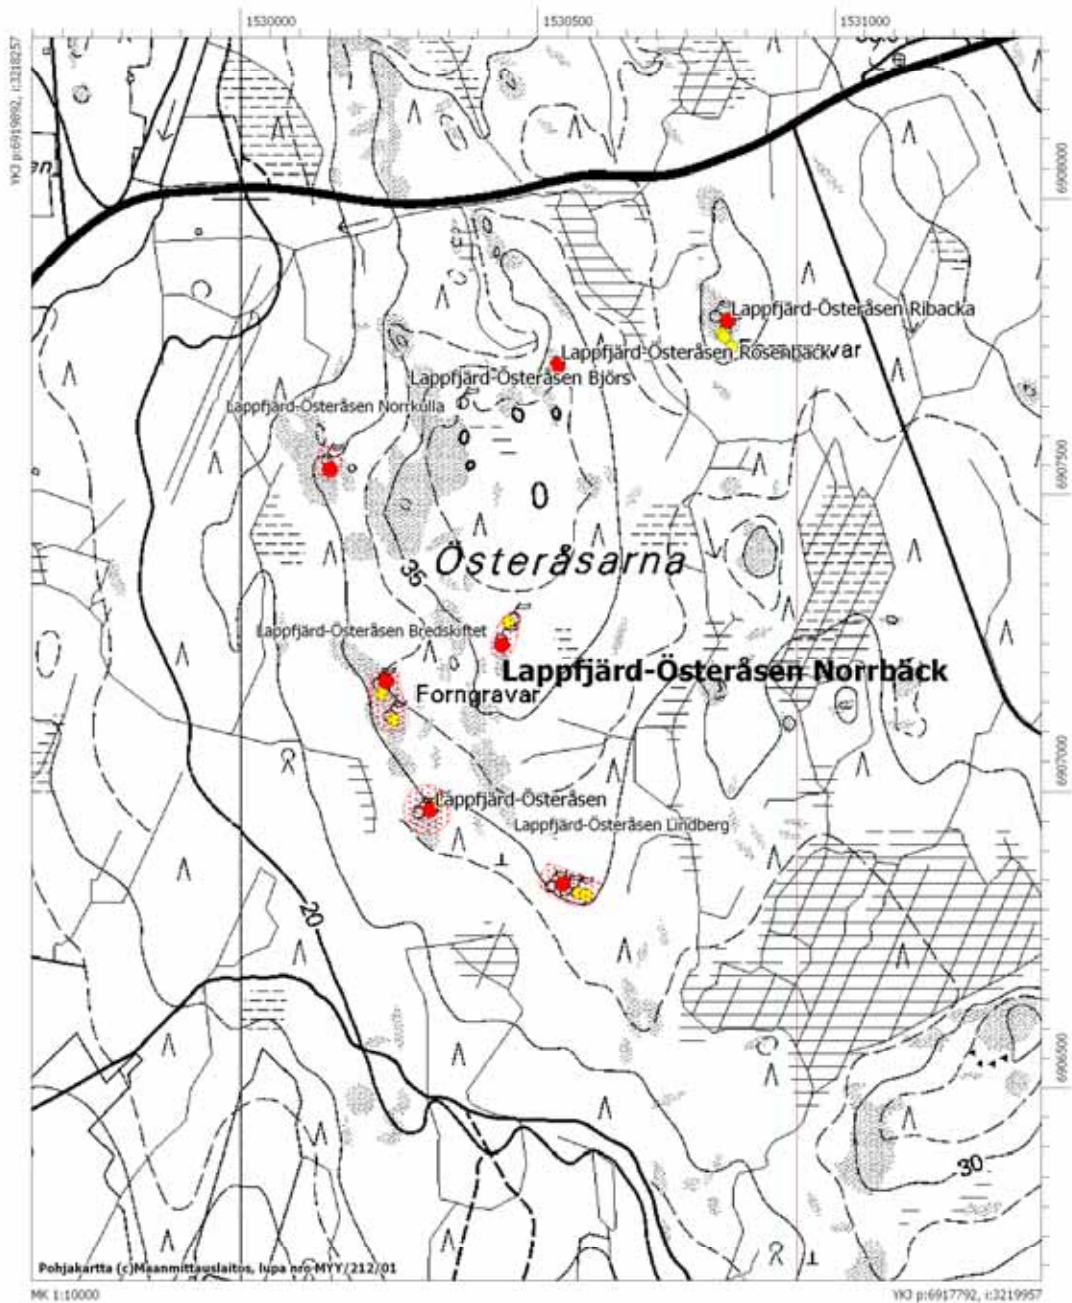 1530000
1530500
1531000
YKJ p:6919892, i:3218257
6908000
Lappfjärd-Österåsen Ribacka
Lappfjärd-Österåsen Rosenback
Lappfjärd-Österåsen Björs
Lappfjärd-Österåsen Norrkulla
6907500
35
Österåsarna
Lappfjärd-Österåsen Bredskiftet
Lappfjärd-Österåsen Norrbäck
Forngravar
6907000
Lappfjärd-Österåsen
Lappfjärd-Österåsen Lindberg
20
6906500
30
Pohjakartta (c)Maanmittauslaitos, lupa nro MYY/212/01
MK 1:10000
YKJ p:6917792, i:3219957